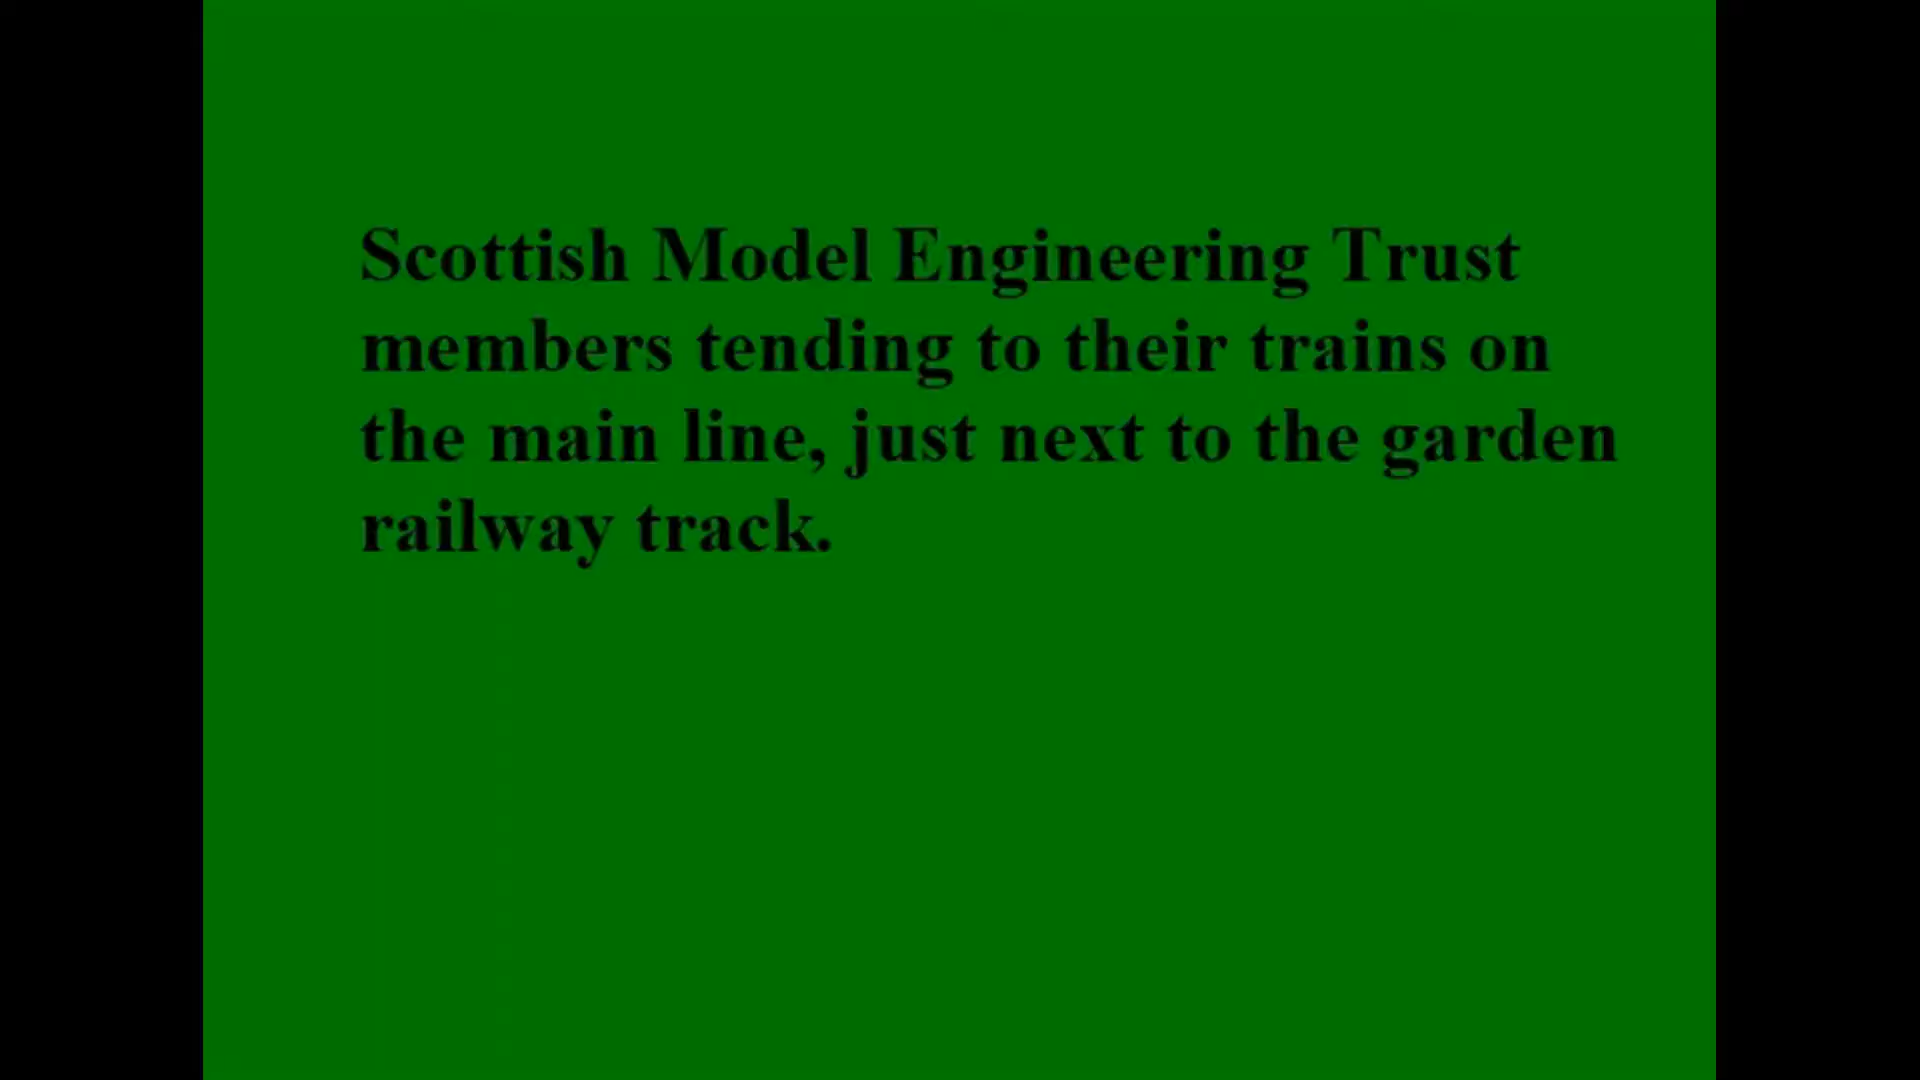 Scottish Model Engineering Trust
members tending to their trains on
the main line, just next to the garden
railway track.